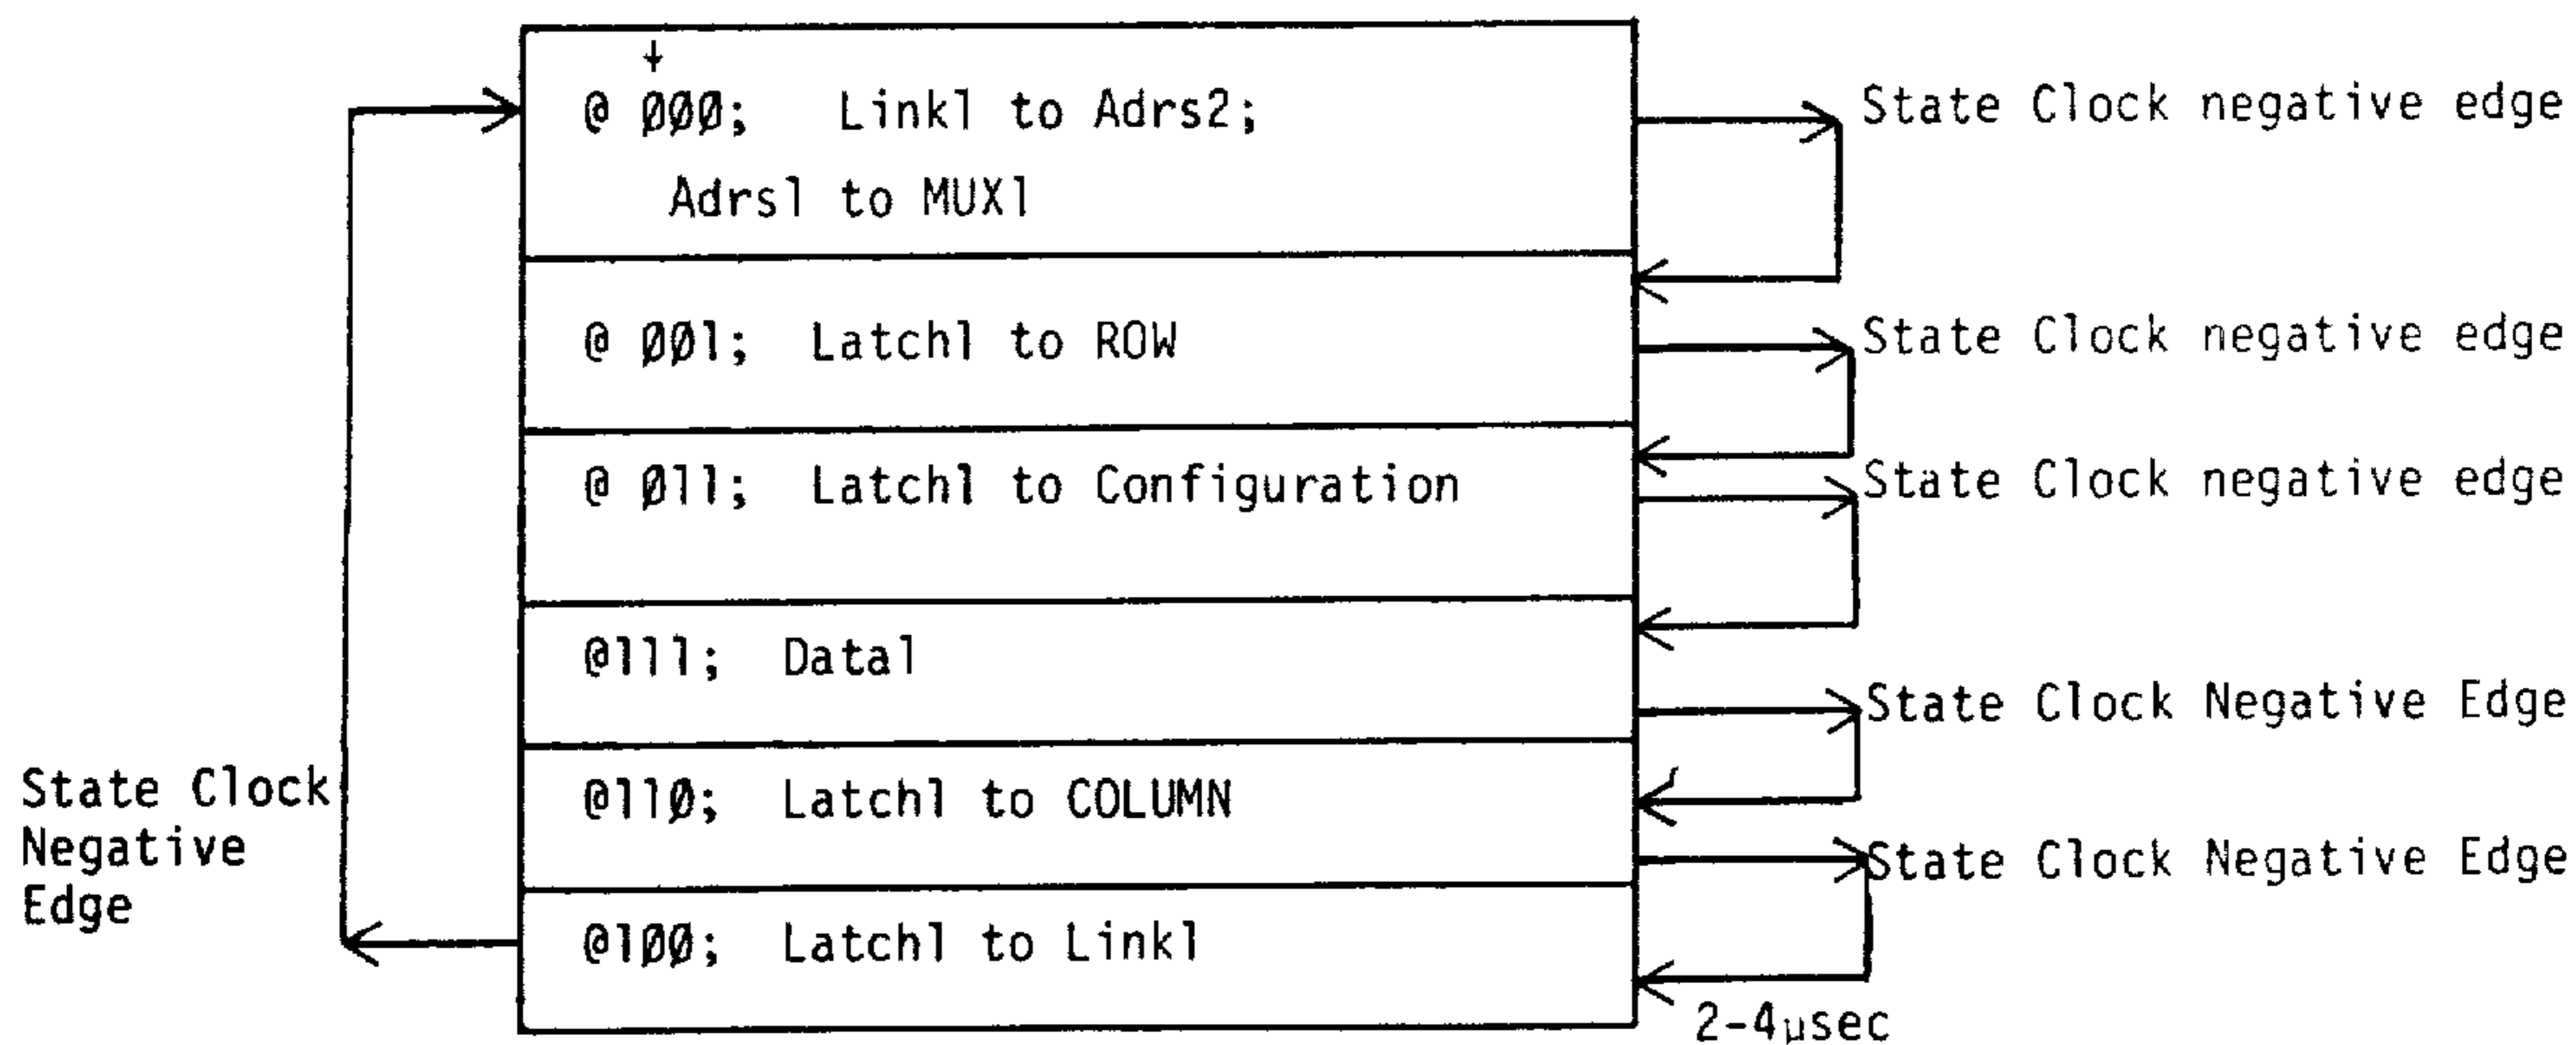 @ ØØØ; Link1 to Adrs2;
Adrs1 to MUX1
State Clock negative edge
@ ØØ1; Latch1 to ROW
State Clock negative edge
@ Ø11; Latch1 to Configuration
State Clock negative edge
@111; Data1
State Clock Negative Edge
@11Ø; Latch1 to COLUMN
State Clock Negative Edge
@1ØØ; Latch1 to Link1
2-4µsec
State Clock
Negative
Edge